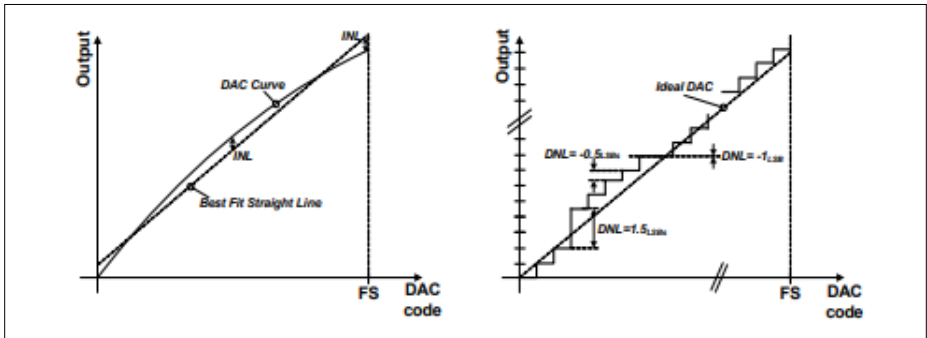 Output
INL
DAC Curve
INL
Best Fit Straight Line
FS
DAC
code
Output
Ideal DAC
DNL= -0.5LSBs
DNL= -1LSB
DNL=1.5LSBs
FS
DAC
code